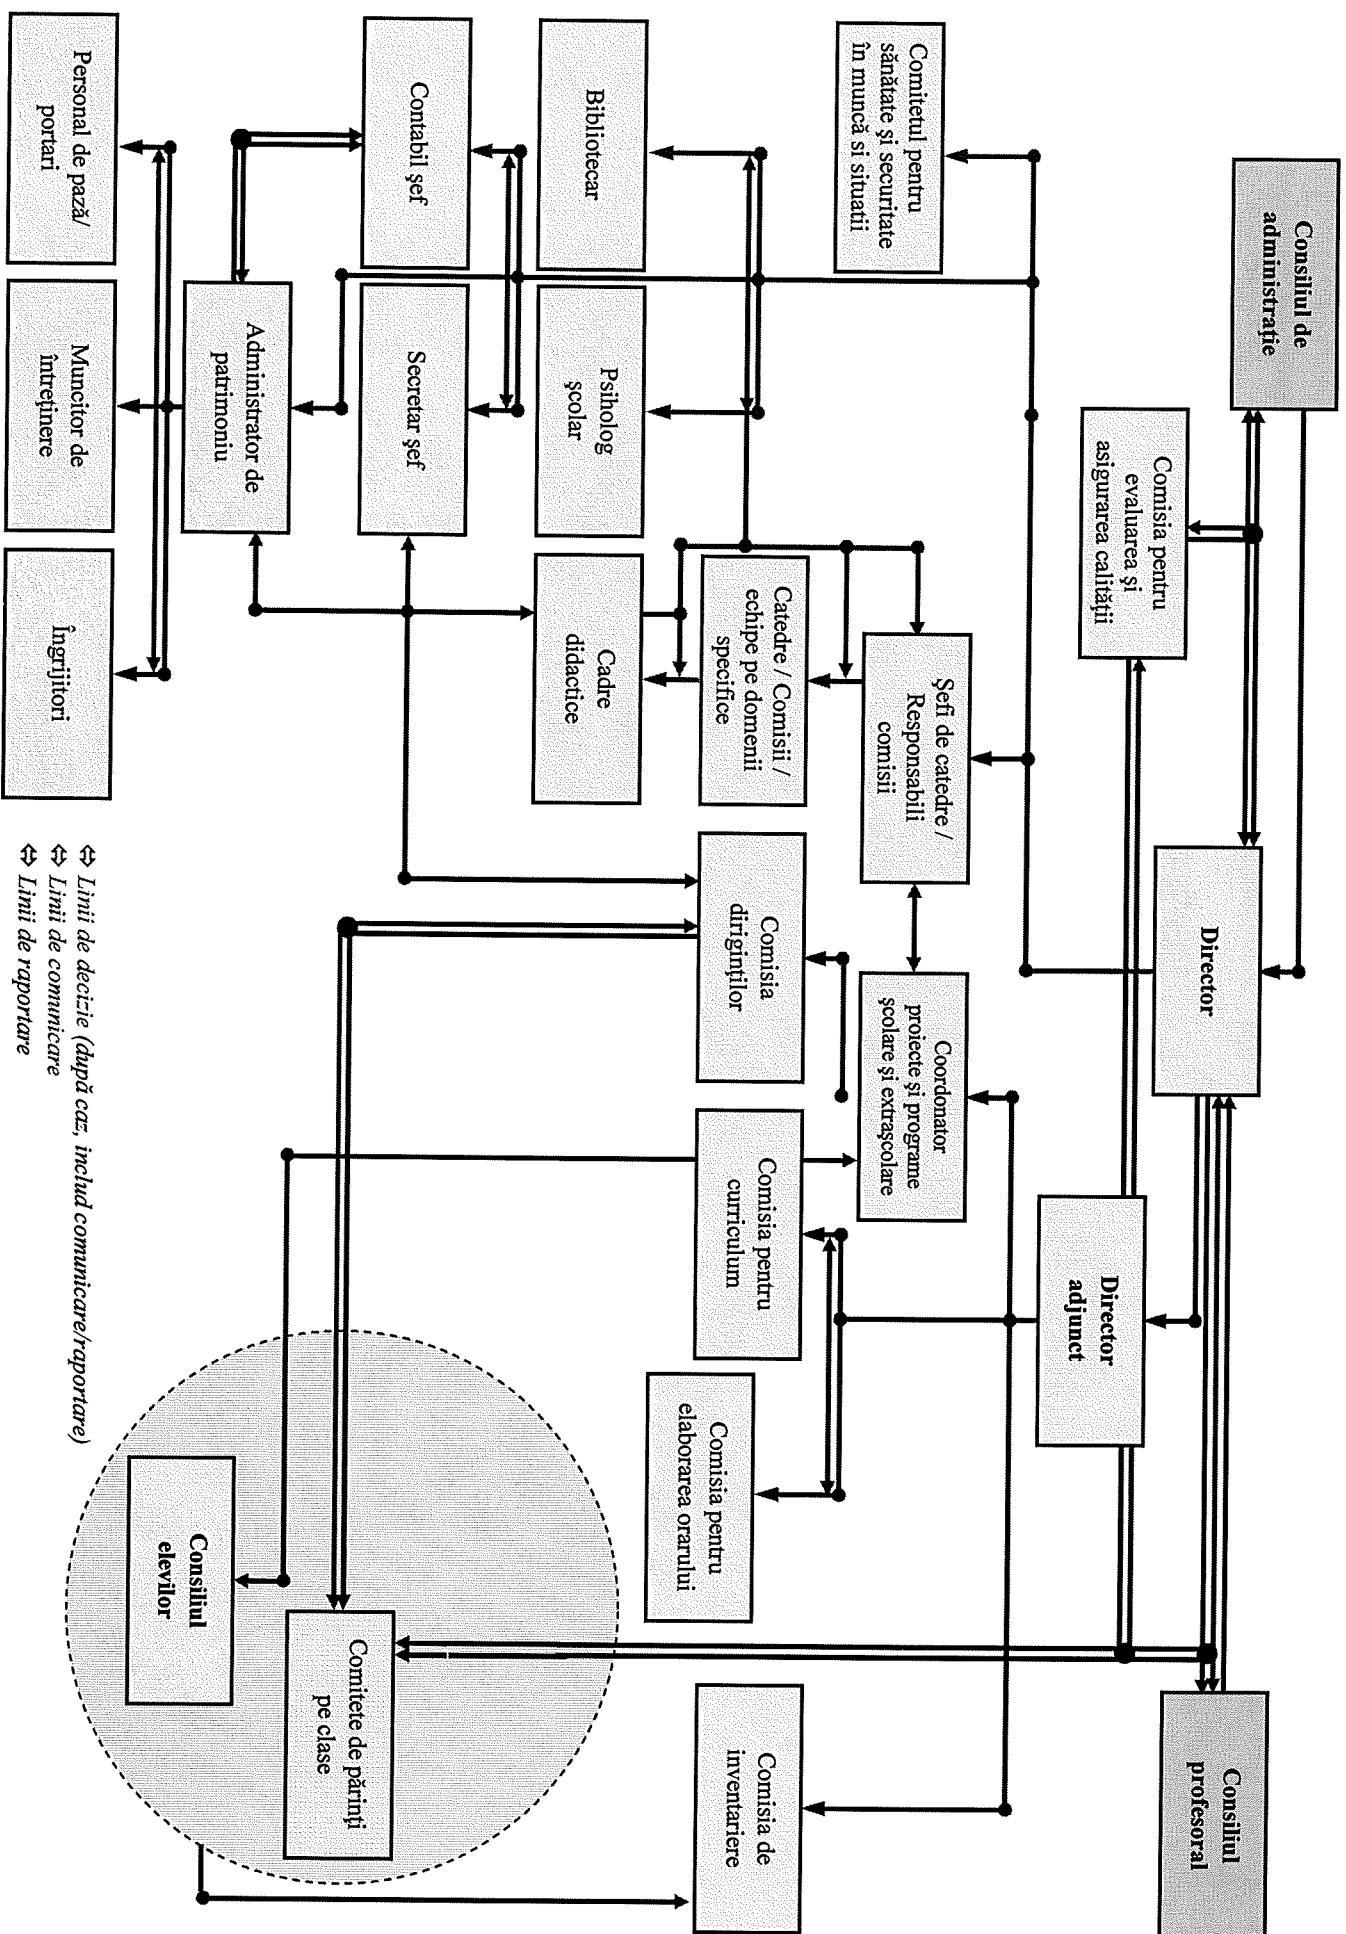 Consiliul de
administrație
Director
Consiliul
profesoral
Comisia pentru
evaluarea și
asigurarea calității
Director
adjunct
Comitetul pentru
sănătate și securitate
în muncă si situatii
Șefi de catedre /
Responsabili
comisii
Coordonator
proiecte și programe
școlare și extrașcolare
Catedre / Comisii /
echipe pe domenii
specifice
Comisia
diriginților
Comisia pentru
curriculum
Comisia pentru
elaborarea orarului
Comisia de
inventariere
Bibliotecar
Psiholog
școlar
Cadre
didactice
Contabil șef
Secretar șef
Administrator de
patrimoniu
Comitete de părinți
pe clase
Consiliul
elevilor
Personal de pază/
portari
Muncitor de
întreținere
Îngrijitori
⇔ Linii de decizie (după caz, includ comunicare/raportare)
⇔ Linii de comunicare
⇔ Linii de raportare